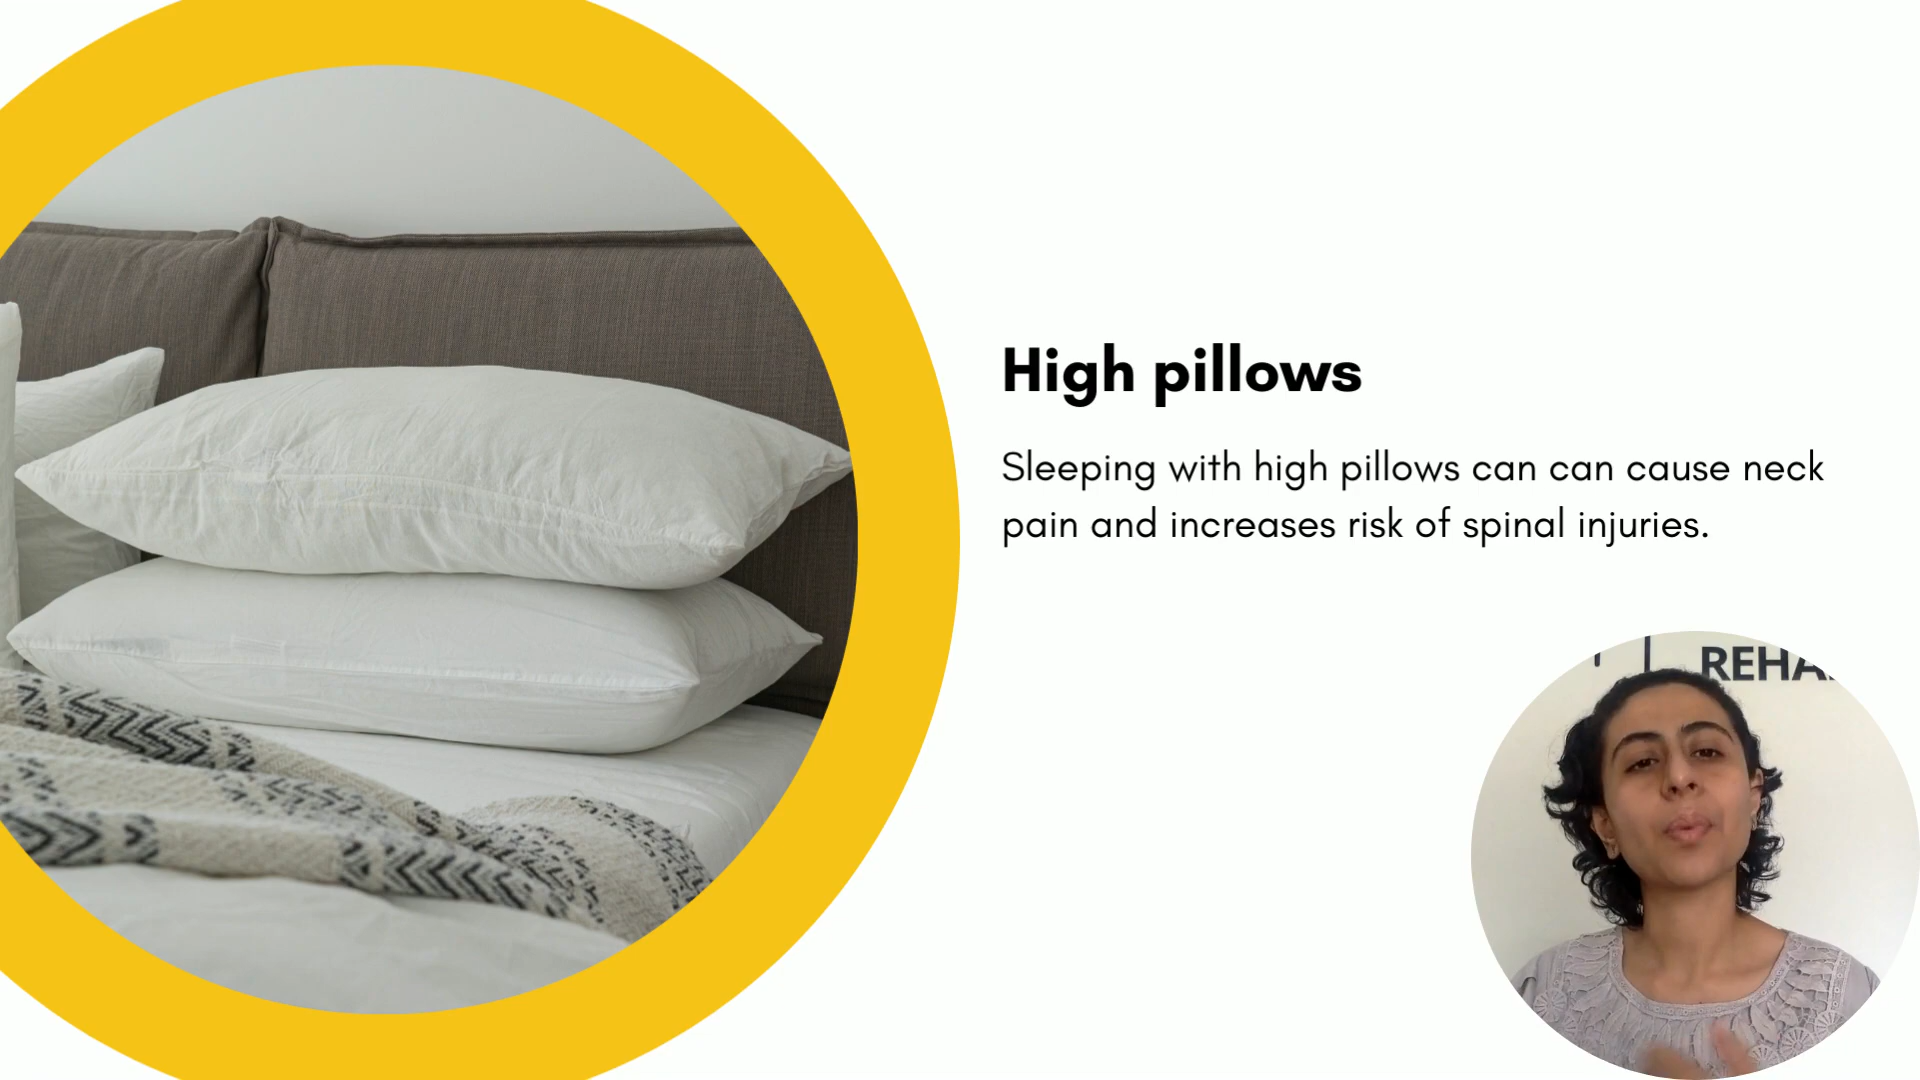 High pillows
Sleeping with high pillows can can cause neck
pain and increases risk of spinal injuries.